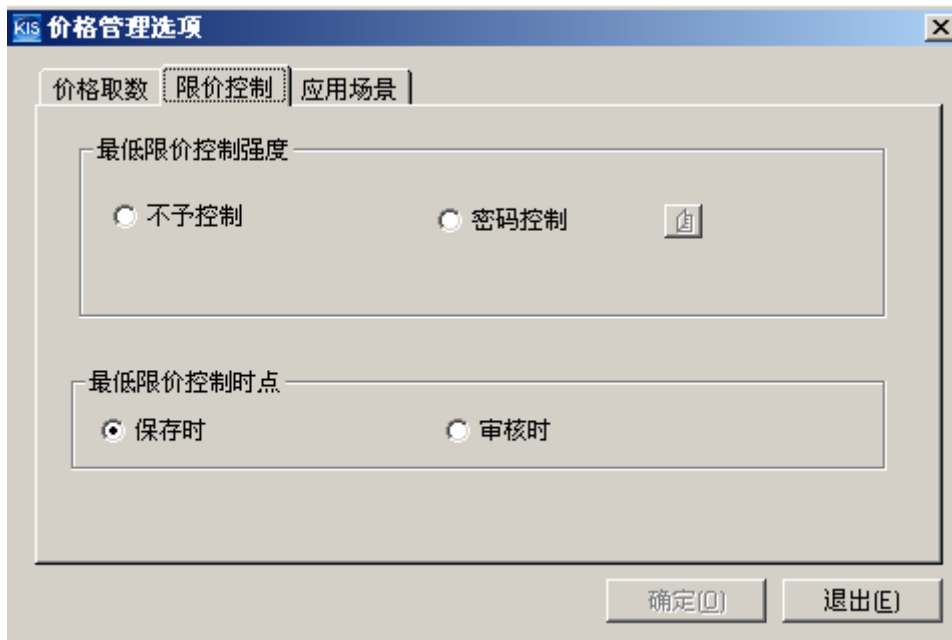 KIS 价格管理选项
价格取数 限价控制 应用场景
最低限价控制强度
不予控制 密码控制
最低限价控制时点
保存时 审核时
确定(O) 退出(E)